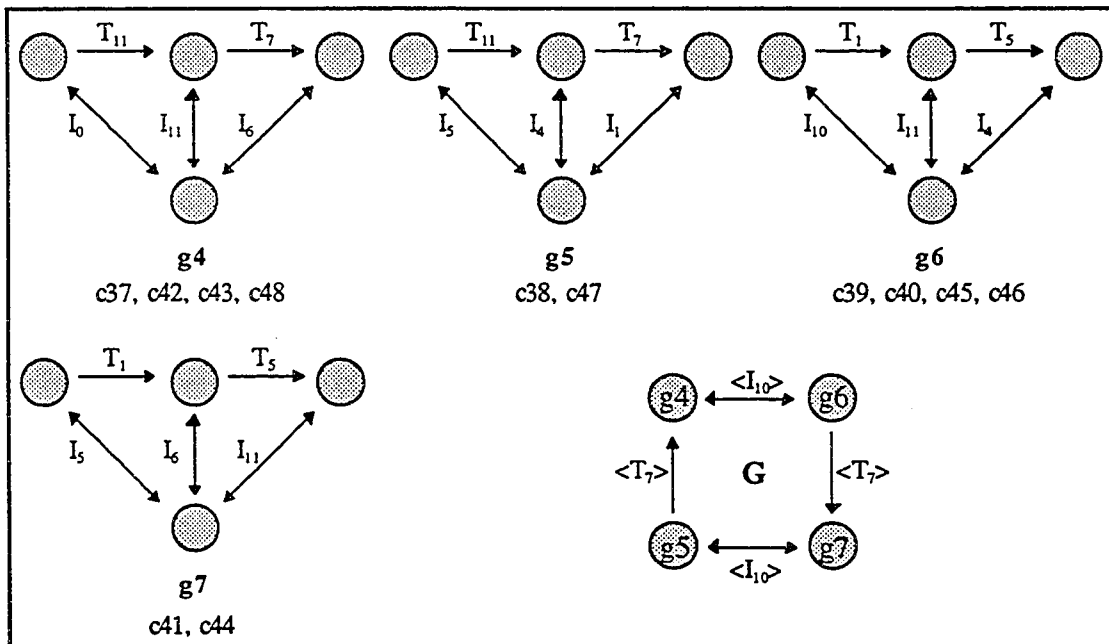 T₁₁ T₇
I₀ I₁₁ I₆
g4
c37, c42, c43, c48
T₁₁ T₇
I₅ I₄ I₁
g5
c38, c47
T₁ T₅
I₁₀ I₁₁ I₄
g6
c39, c40, c45, c46
T₁ T₅
I₅ I₆ I₁₁
g7
c41, c44
g4 <I₁₀> g6
<T₇> G <T₇>
g5 <I₁₀> g7